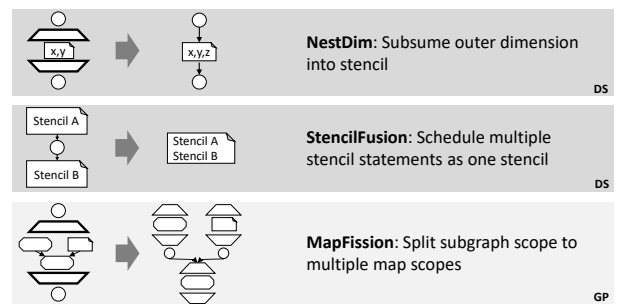 x,y
x,y,z
NestDim: Subsume outer dimension
into stencil
DS
Stencil A
Stencil B
Stencil A
Stencil B
StencilFusion: Schedule multiple
stencil statements as one stencil
DS
MapFission: Split subgraph scope to
multiple map scopes
GP